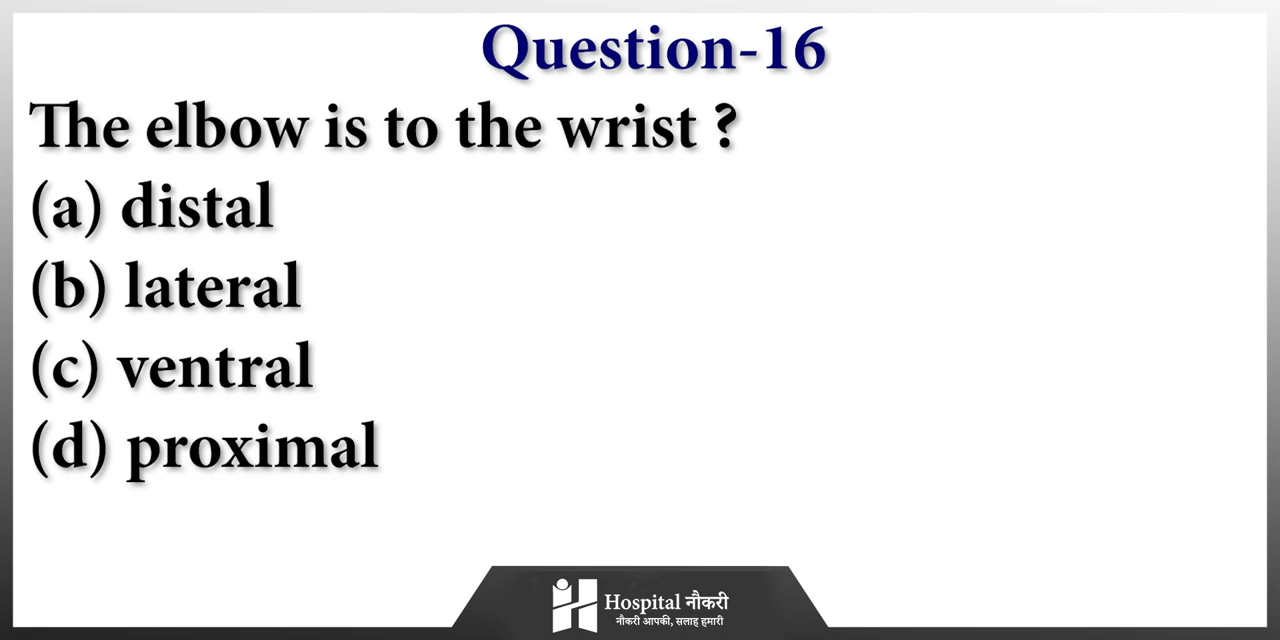 Question-16
The elbow is to the wrist ?
(a) distal
(b) lateral
(c) ventral
(d) proximal
Hospital नौकरी
नौकरी आपकी, सलाह हमारी